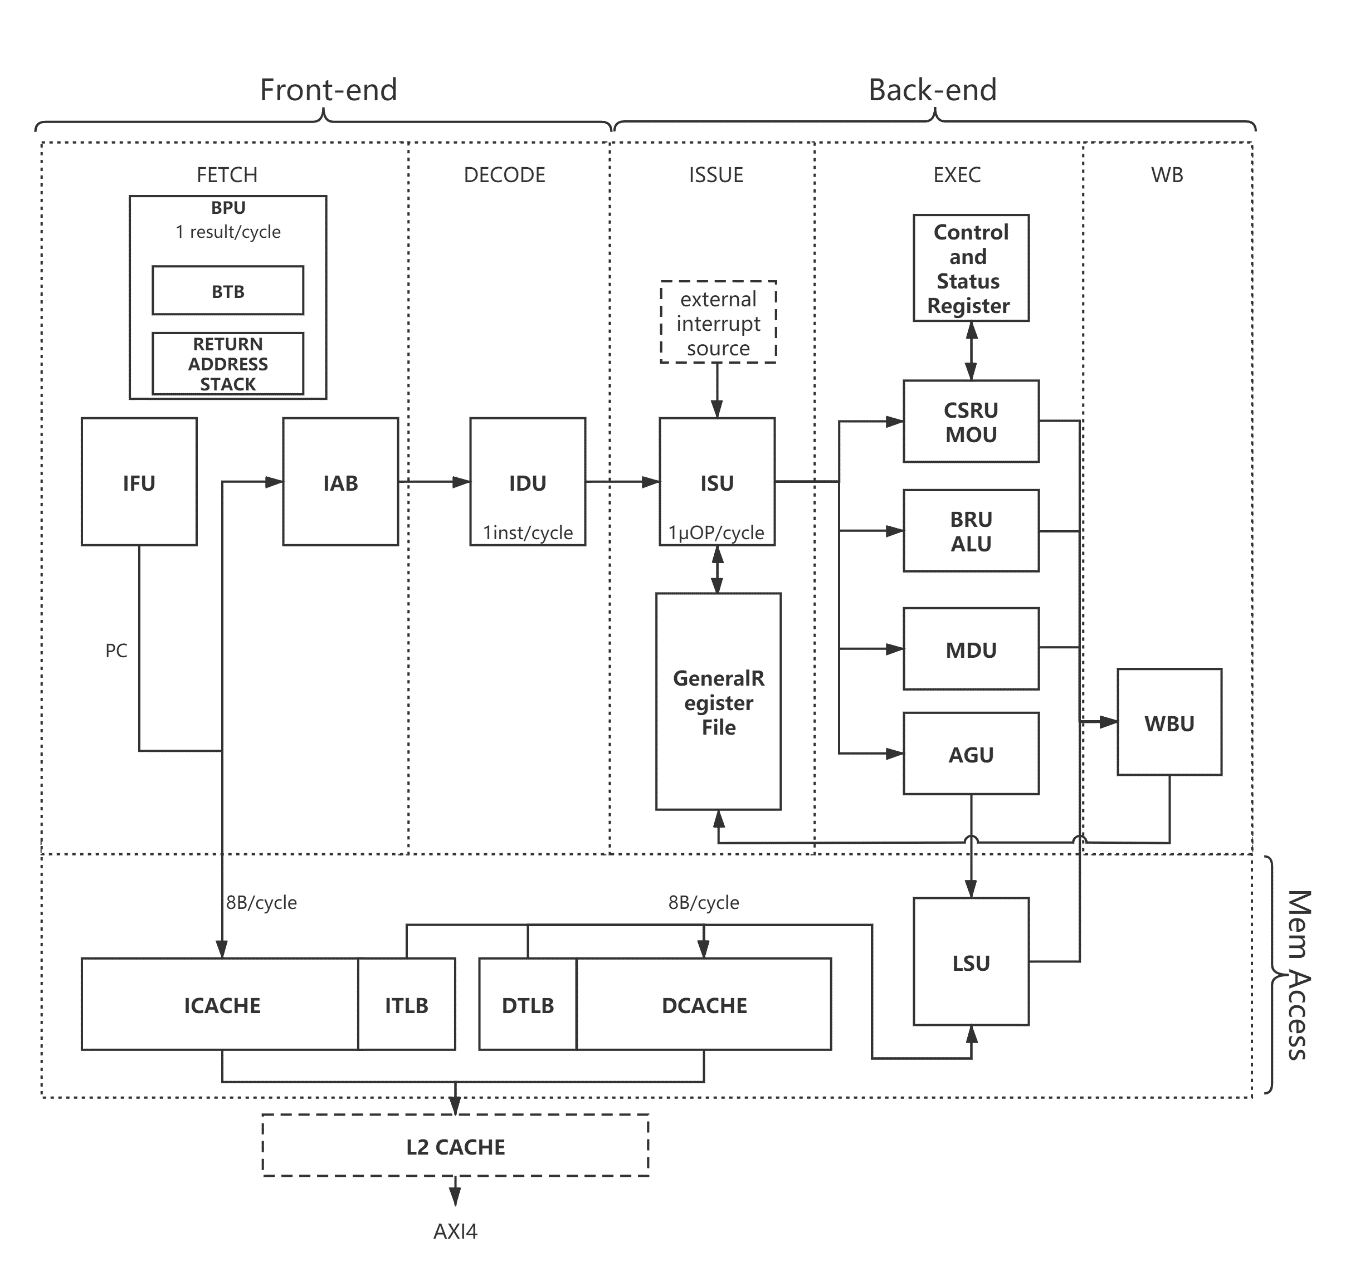 Front-end
Back-end
FETCH
DECODE
ISSUE
EXEC
WB
BPU
1 result/cycle
BTB
RETURN
ADDRESS
STACK
external
interrupt
source
Control
and
Status
Register
IFU
IAB
IDU
1inst/cycle
ISU
1μOP/cycle
CSRU
MOU
BRU
ALU
MDU
AGU
PC
GeneralR
egister
File
WBU
8B/cycle
8B/cycle
ICACHE
ITLB
DTLB
DCACHE
LSU
Mem Access
L2 CACHE
AXI4